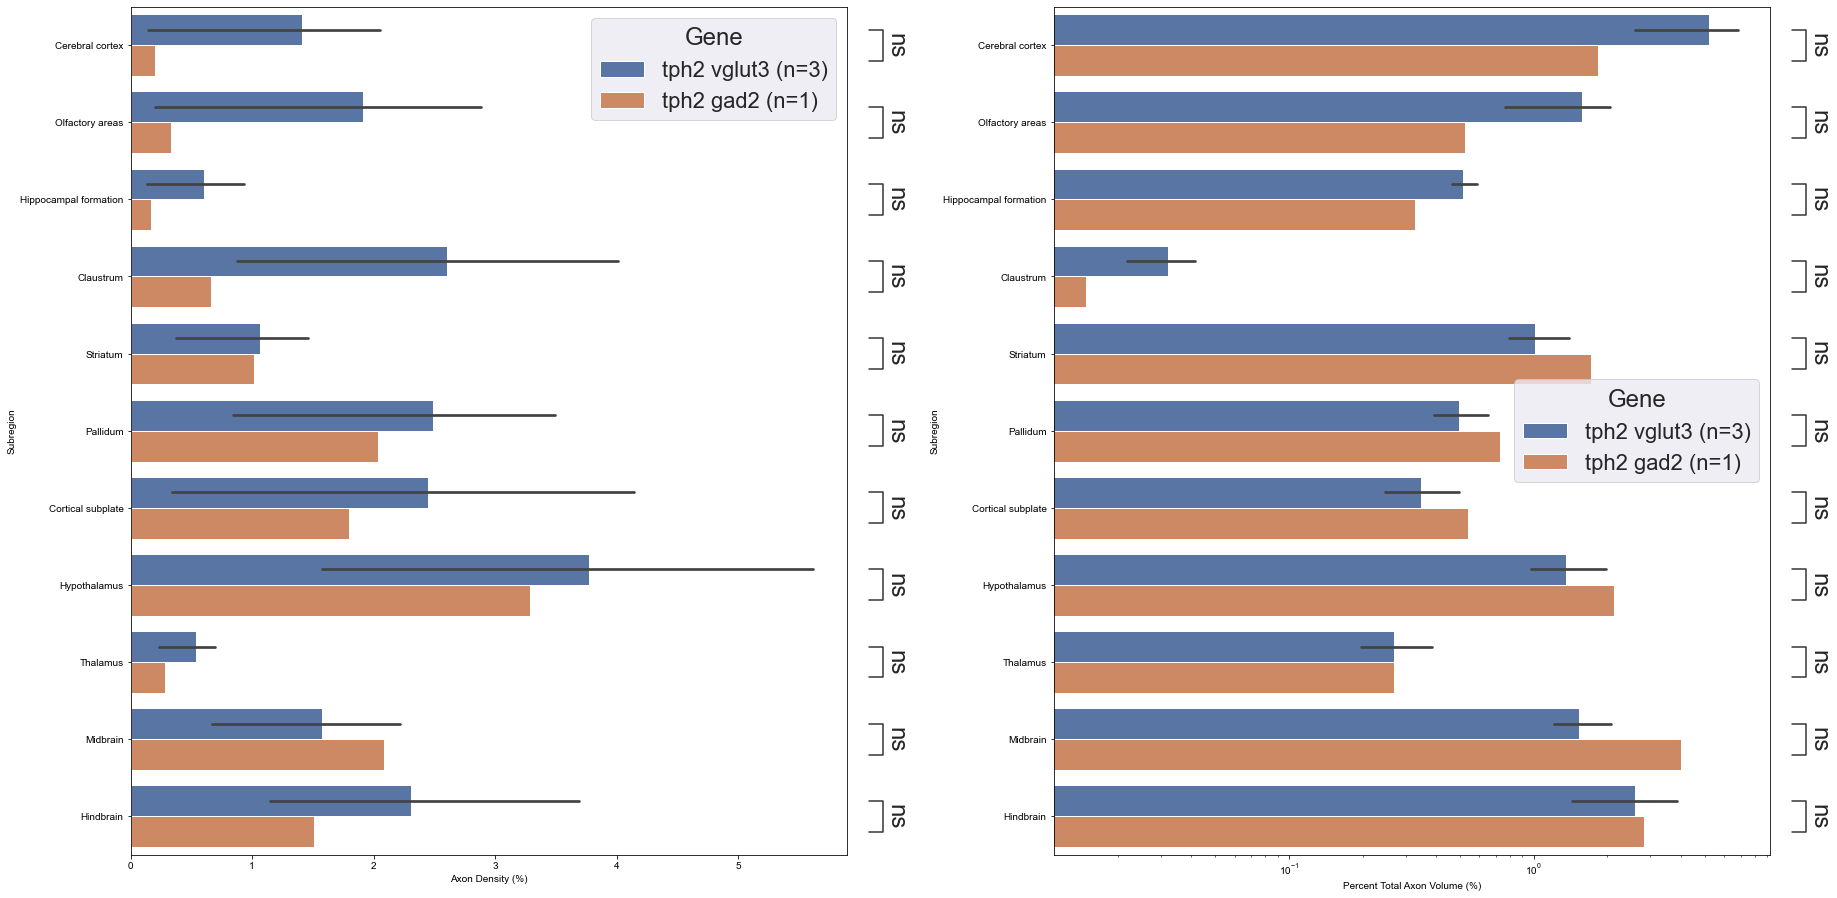 Gene
tph2 vglut3 (n=3)
tph2 gad2 (n=1)
Subregion
Cerebral cortex
Olfactory areas
Hippocampal formation
Claustrum
Striatum
Pallidum
Cortical subplate
Hypothalamus
Thalamus
Midbrain
Hindbrain
ns
ns
ns
ns
ns
ns
ns
ns
ns
ns
ns
0 1 2 3 4 5
Axon Density (%)
Subregion
Cerebral cortex
Olfactory areas
Hippocampal formation
Claustrum
Striatum
Pallidum
Cortical subplate
Hypothalamus
Thalamus
Midbrain
Hindbrain
Gene
tph2 vglut3 (n=3)
tph2 gad2 (n=1)
ns
ns
ns
ns
ns
ns
ns
ns
ns
ns
ns
10⁻¹ 10⁰
Percent Total Axon Volume (%)